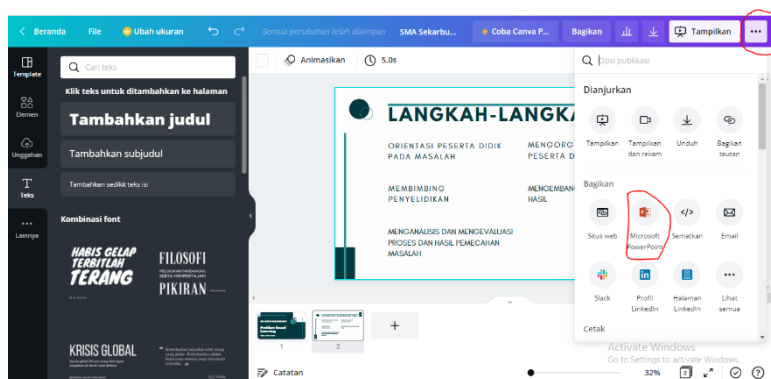 Beranda File Ubah ukuran Semua perubahan telah disimpan SMA Sekarbu... Coba Canva P... Bagikan Tampilkan
Template
Elemen
Unggahan
Teks
Lainnya
Cari teks
Klik teks untuk ditambahkan ke halaman
Tambahkan judul
Tambahkan subjudul
Tambahkan sedikit teks isi
Kombinasi font
HABIS GELAP
TERBITLAH
TERANG
FILOSOFI
PIKIRAN
KRISIS GLOBAL
Animasikan 5.0s
LANGKAH-LANGKA
ORIENTASI PESERTA DIDIK
PADA MASALAH
MENGORG
PESERTA D
MEMBIMBING
PENYELIDIKAN
MENGEMBAN
HASIL
MENGANALISIS DAN MENGEVALUASI
PROSES DAN HASIL PEMECAHAN
MASALAH
1
2
Catatan
Opsi publikasi
Dianjurkan
Tampilkan
Tampilkan
dan rekam
Unduh
Bagikan
tautan
Bagikan
Situs web
Microsoft
PowerPoint
Sematkan
Email
Slack
Profil
LinkedIn
Halaman
LinkedIn
Lihat
semua
Cetak
Activate Windows
Go to Settings to activate Windows.
32% 2